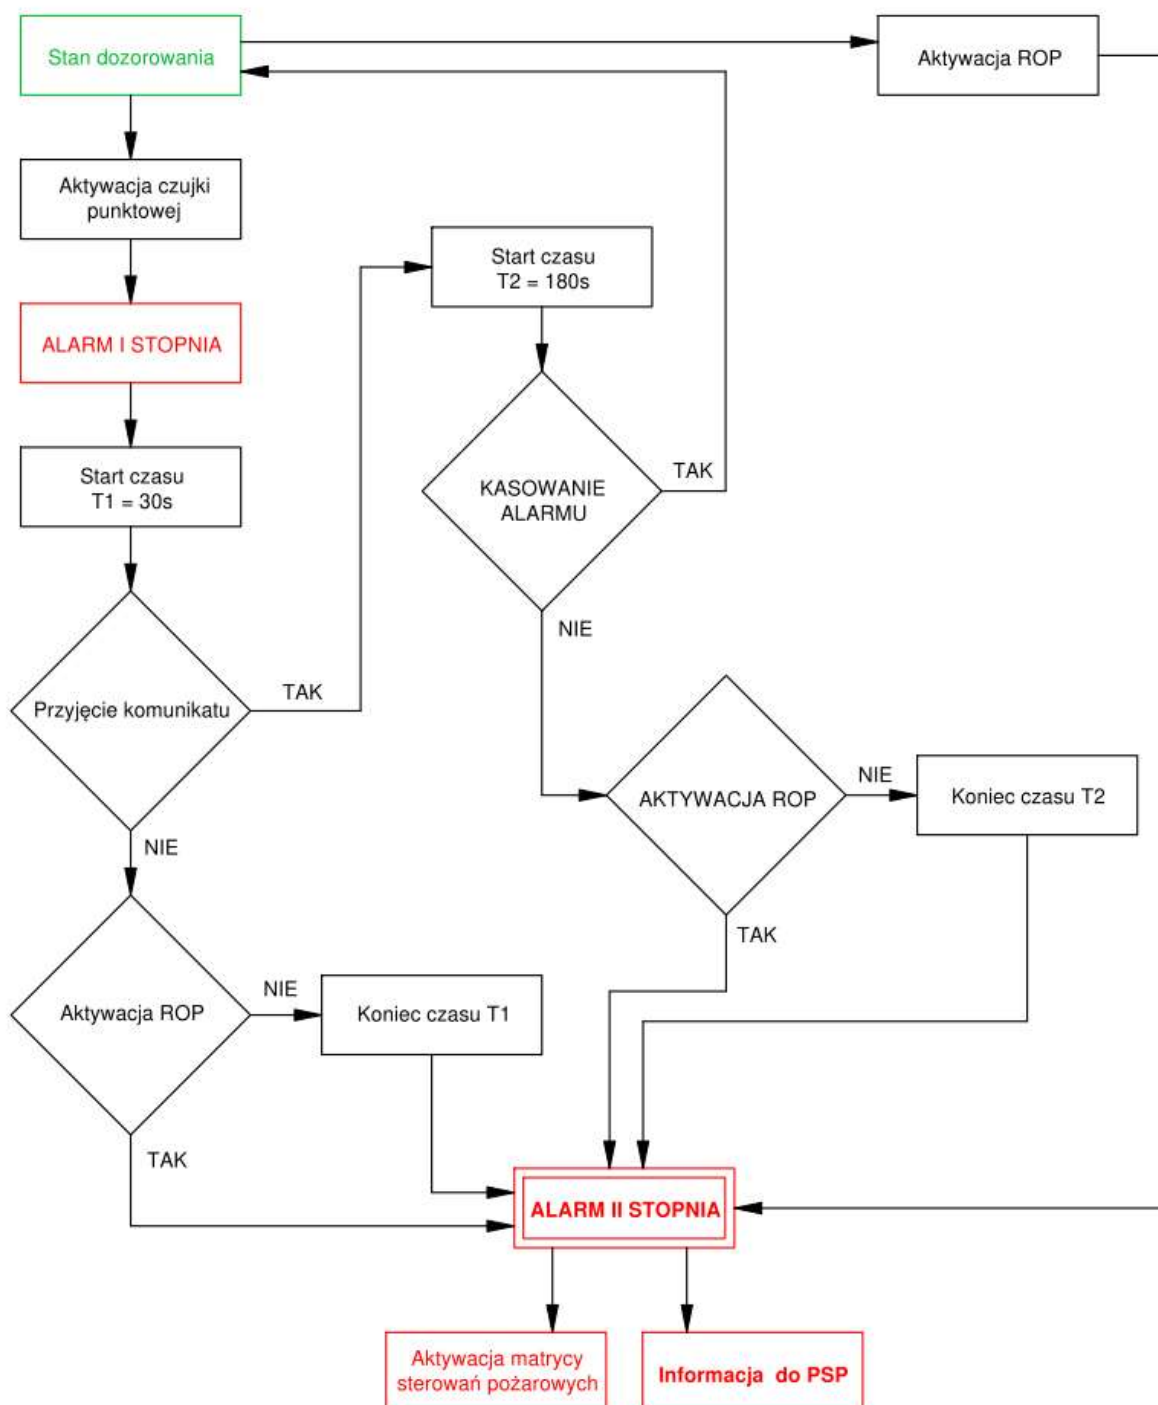 Stan dozorowania
Aktywacja ROP
Aktywacja czujki
punktowej
Start czasu
T2 = 180s
ALARM I STOPNIA
Start czasu
T1 = 30s
TAK
KASOWANIE
ALARMU
NIE
Przyjęcie komunikatu
TAK
NIE
AKTYWACJA ROP
NIE
Koniec czasu T2
TAK
Aktywacja ROP
NIE
Koniec czasu T1
TAK
ALARM II STOPNIA
Aktywacja matrycy
sterowań pożarowych
Informacja do PSP